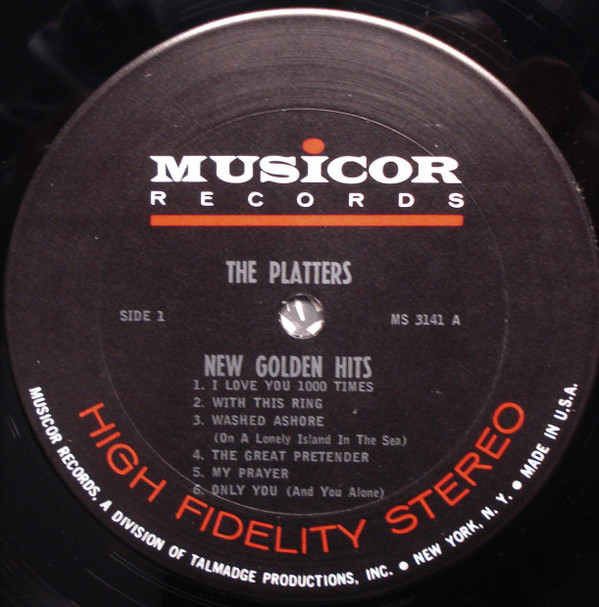 MUSICOR
RECORDS
THE PLATTERS
SIDE 1
MS 3141 A
NEW GOLDEN HITS
1. I LOVE YOU 1000 TIMES
2. WITH THIS RING
3. WASHED ASHORE
(On A Lonely Island In The Sea)
4. THE GREAT PRETENDER
5. MY PRAYER
6. ONLY YOU (And You Alone)
HIGH FIDELITY STEREO
MUSICOR RECORDS, A DIVISION OF TALMADGE PRODUCTIONS, INC. ● NEW YORK, N. Y. ● MADE IN U.S.A.